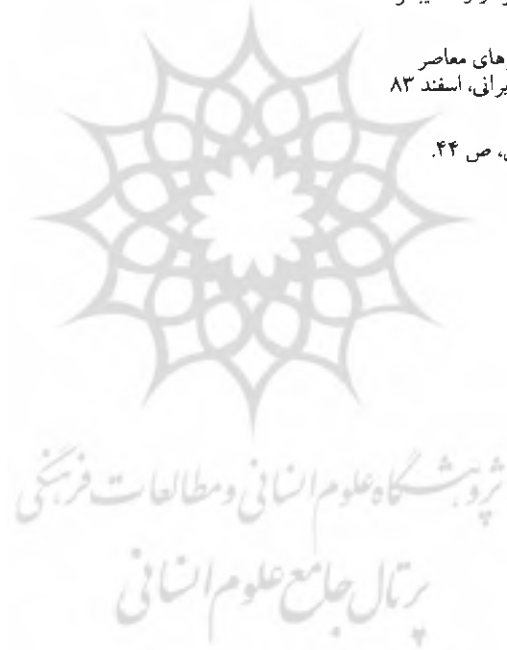 های معاصر
یرانی، اسفند ۸۳
، ص ۴۴.
پژوهشگاه علوم انسانی و مطالعات فرهنگی
پرتال جامع علوم انسانی